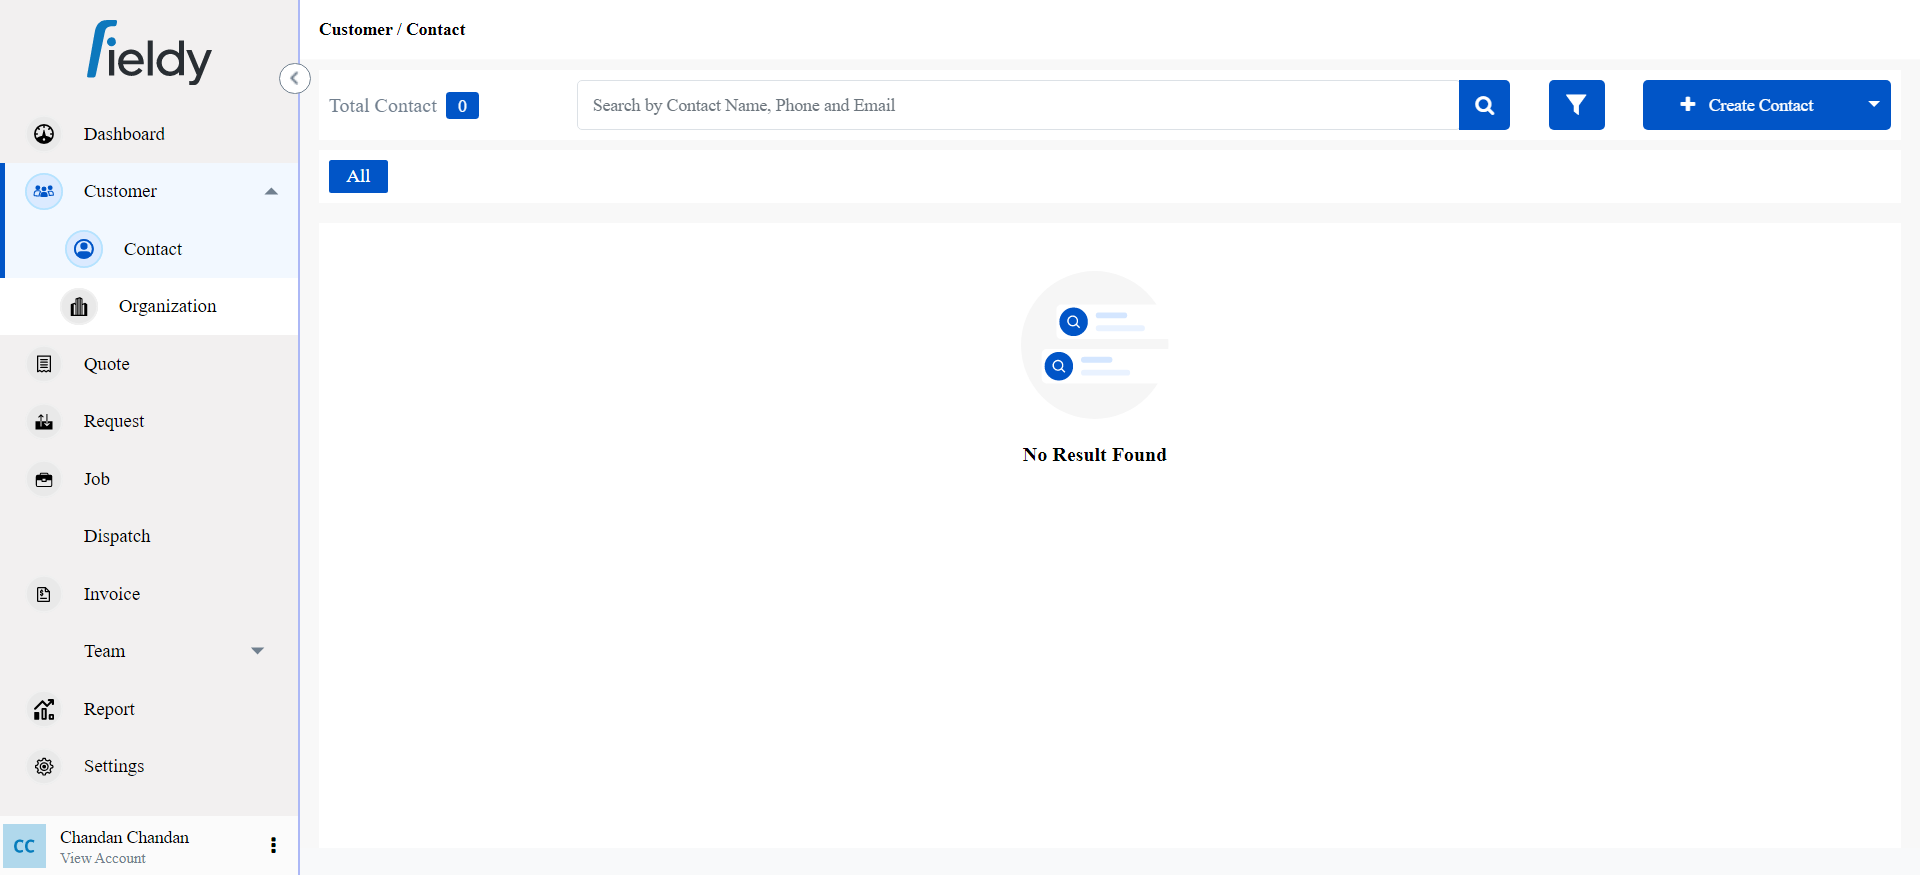 fieldy
Dashboard
Customer
Contact
Organization
Quote
Request
Job
Dispatch
Invoice
Team
Report
Settings
CC
Chandan Chandan
View Account
Customer / Contact
Total Contact 0
Search by Contact Name, Phone and Email
Create Contact
All
No Result Found